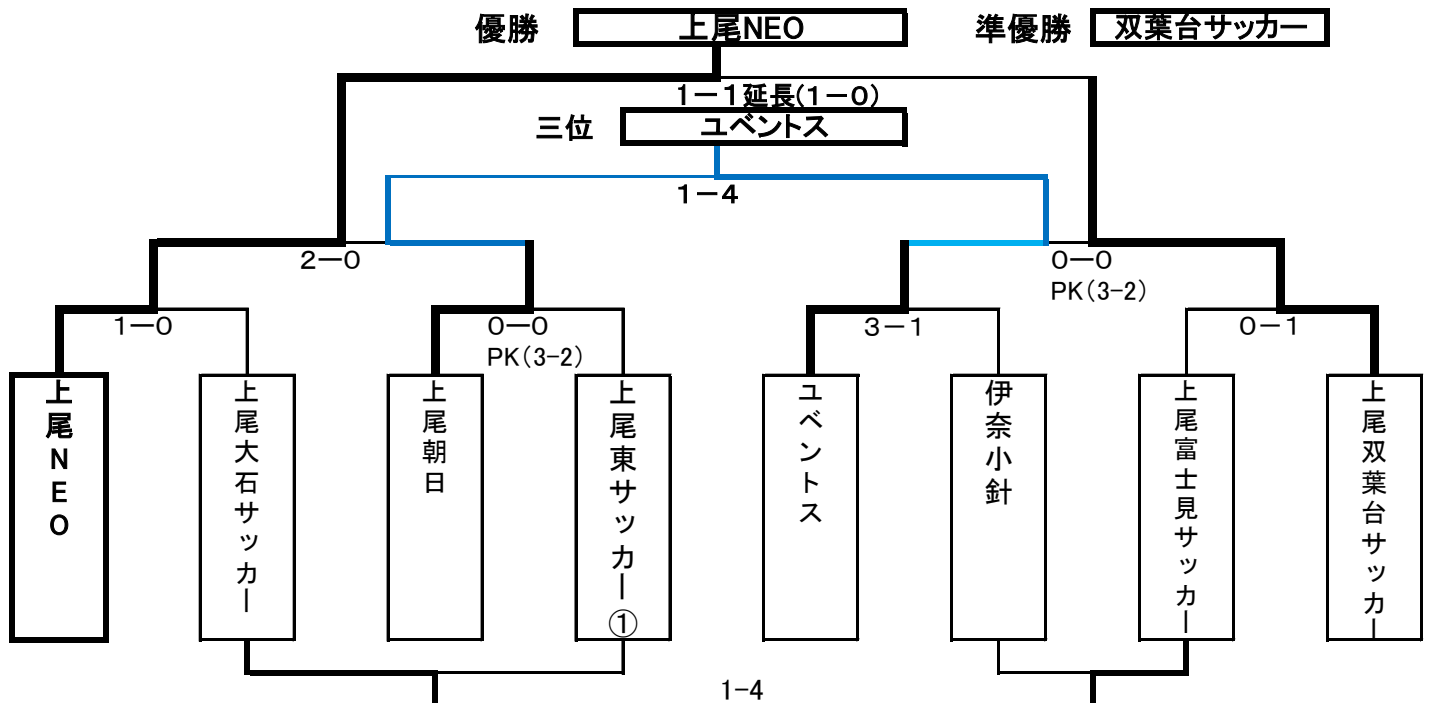 優勝 上尾NEO 準優勝 双葉台サッカー
1－1延長(1－0)
三位 ユベントス
1－4
2－0 0－0
PK(3-2)
1－0 0－0 3－1 0－1
PK(3-2)
上尾NEO
上尾大石サッカー
上尾朝日
上尾東サッカー①
ユベントス
伊奈小針
上尾富士見サッカー
上尾双葉台サッカー
1-4